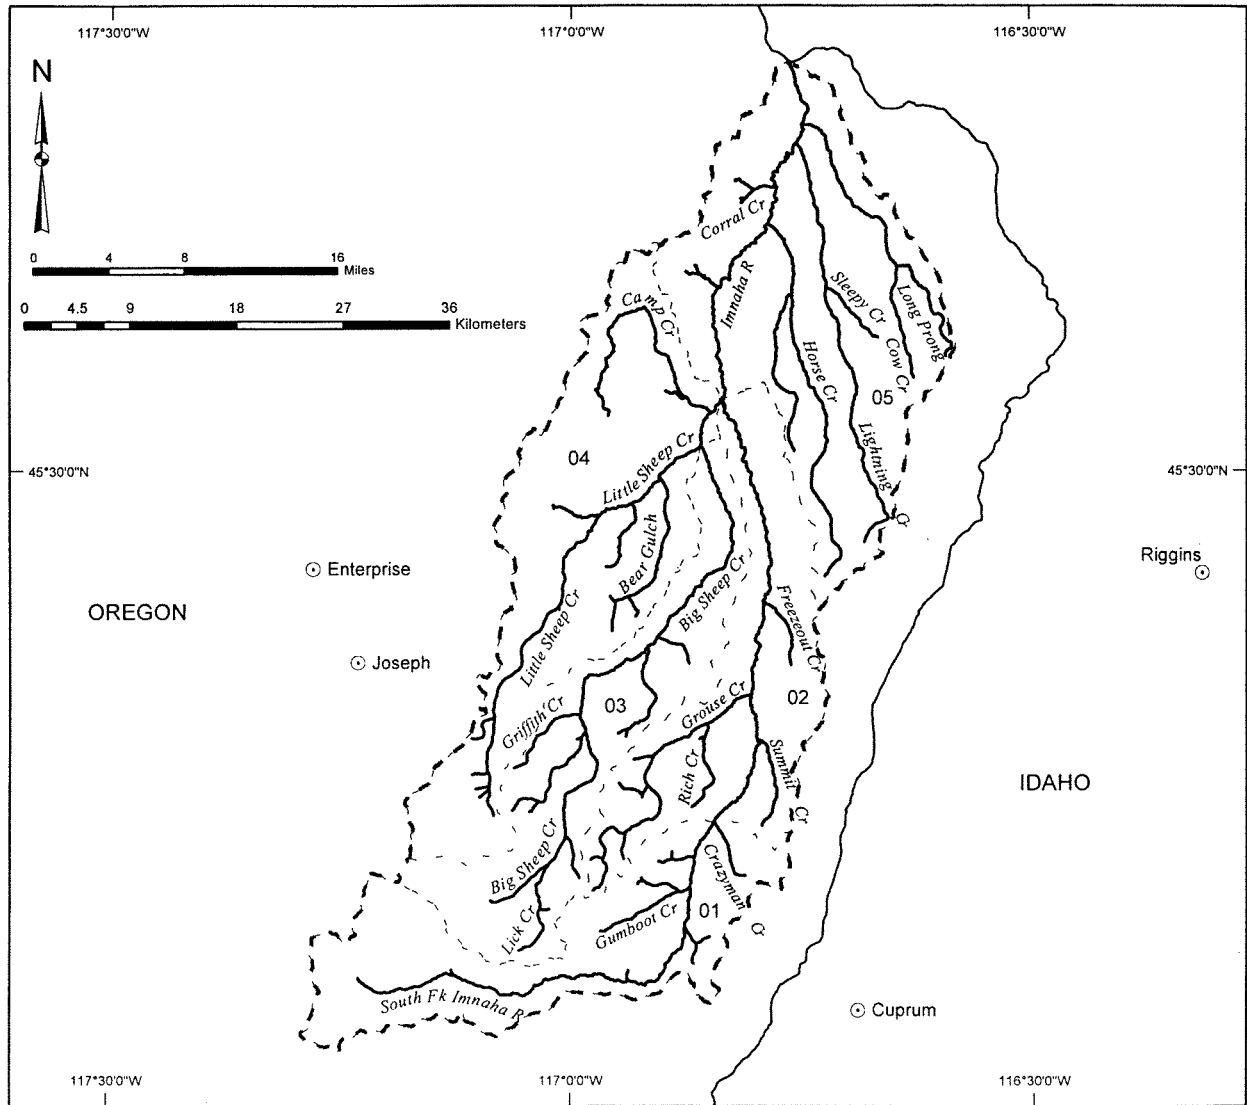 117°30'0"W
117°0'0"W
116°30'0"W
N
0 4 8 16
Miles
0 4.5 9 18 27 36
Kilometers
Corral Cr
Imnaha R
Camp Cr
Sleepy Cr
Long Prong
Cow Cr
Horse Cr
05
Lightning Cr
04
Little Sheep Cr
45°30'0"N
45°30'0"N
Bear Gulch
Riggins
Enterprise
OREGON
Big Sheep Cr
Freezeout Cr
Little Sheep Cr
Joseph
Griffith Cr
03
Grouse Cr
02
Summit Cr
Rich Cr
IDAHO
Big Sheep Cr
Crazyman Cr
Lick Cr
Gumboot Cr
01
South Fk Imnaha R
Cuprum
117°30'0"W
117°0'0"W
116°30'0"W